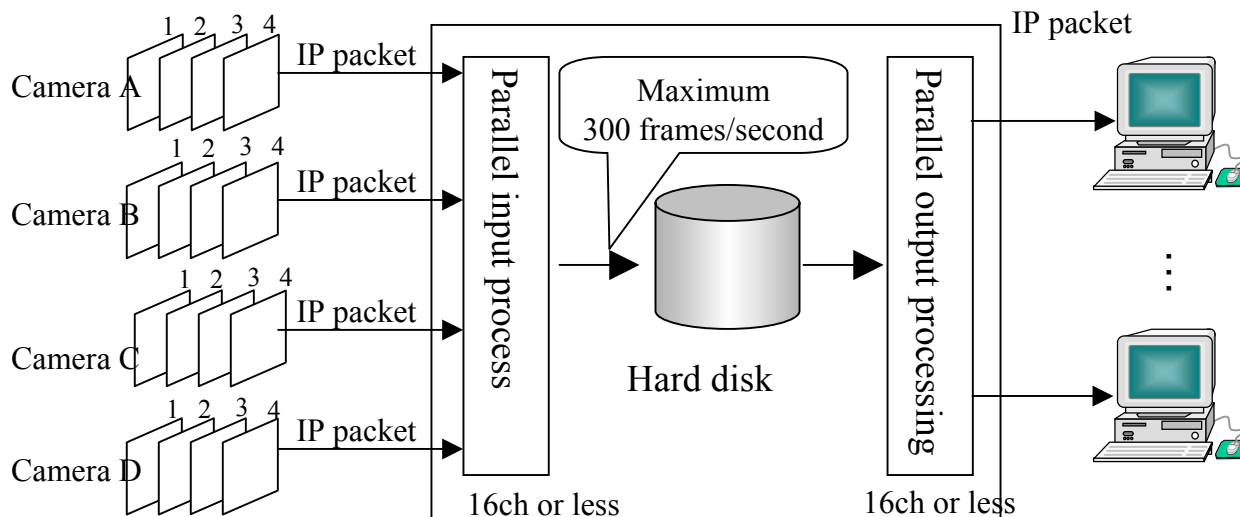 1 2 3 4
Camera A
IP packet
1 2 3 4
Camera B
IP packet
1 2 3 4
Camera C
IP packet
1 2 3 4
Camera D
IP packet
Parallel input process
16ch or less
Maximum
300 frames/second
Hard disk
Parallel output processing
16ch or less
IP packet